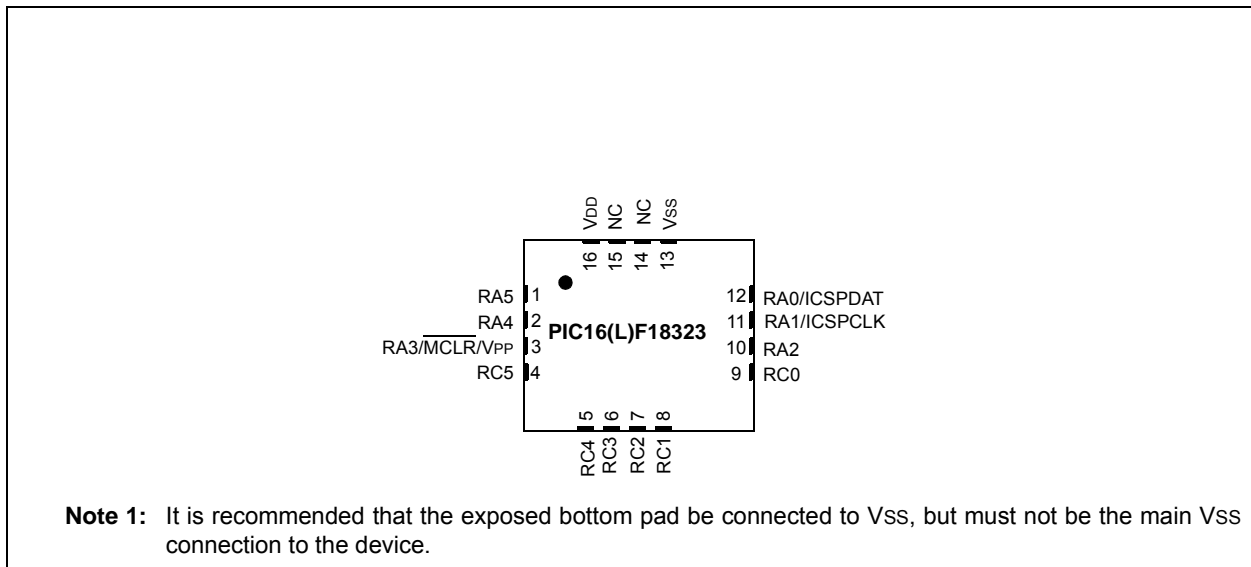 VDD
NC
NC
VSS
16
15
14
13
RA5 1
RA4 2
RA3/MCLR/VPP 3
RC5 4
PIC16(L)F18323
12 RA0/ICSPDAT
11 RA1/ICSPCLK
10 RA2
9 RC0
5
6
7
8
RC4
RC3
RC2
RC1
Note 1: It is recommended that the exposed bottom pad be connected to VSS, but must not be the main VSS
connection to the device.